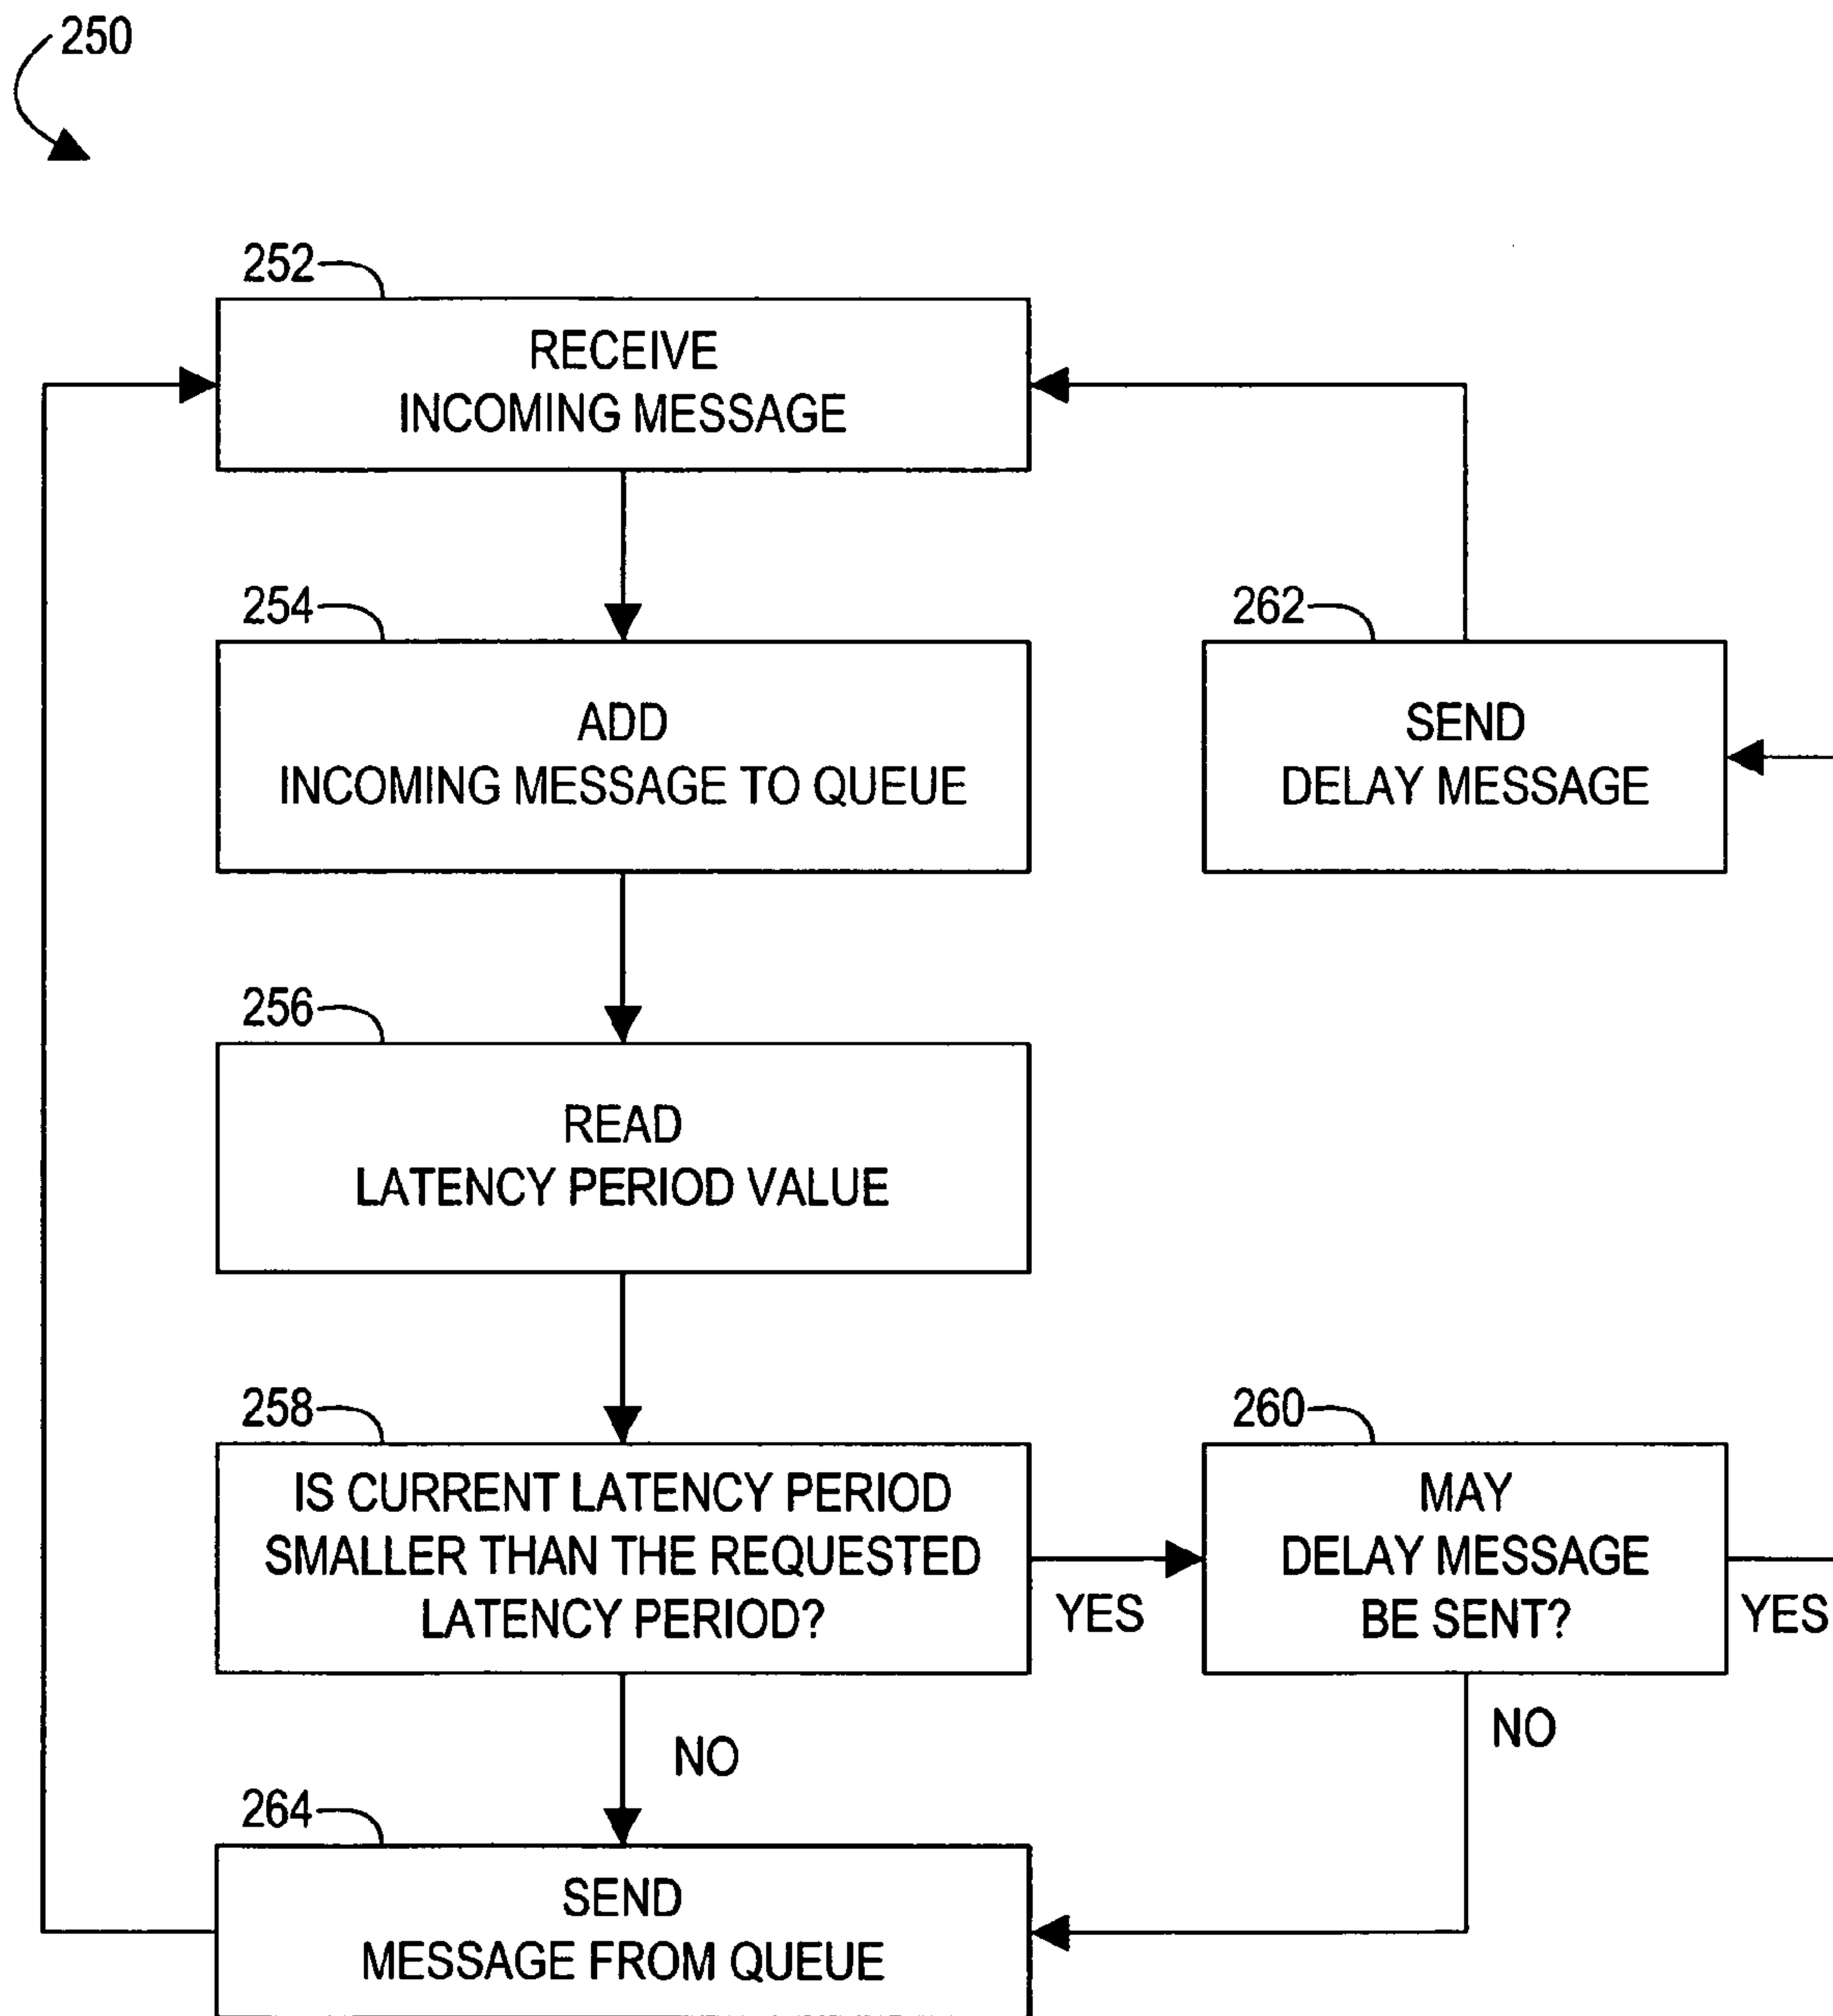 250
252
RECEIVE
INCOMING MESSAGE
254
ADD
INCOMING MESSAGE TO QUEUE
262
SEND
DELAY MESSAGE
256
READ
LATENCY PERIOD VALUE
258
IS CURRENT LATENCY PERIOD
SMALLER THAN THE REQUESTED
LATENCY PERIOD?
YES
260
MAY
DELAY MESSAGE
BE SENT?
YES
NO
NO
264
SEND
MESSAGE FROM QUEUE